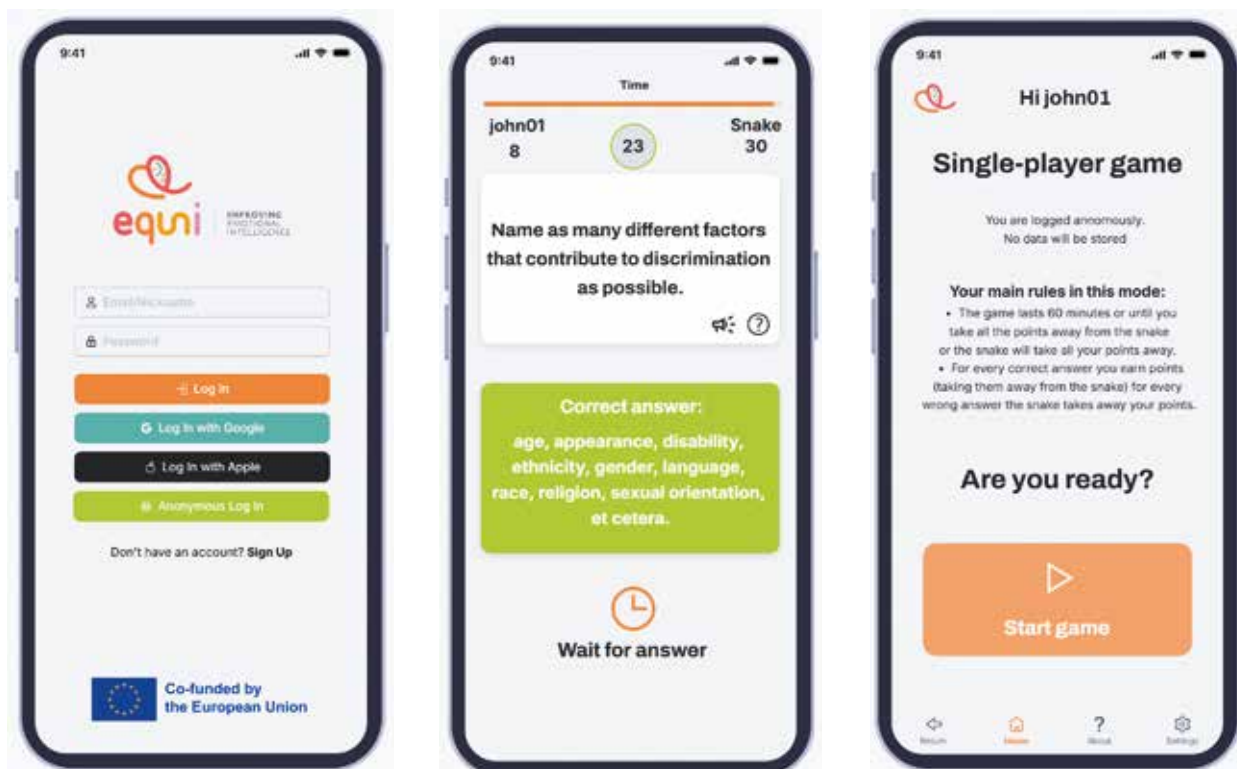 9:41
equni
IMPROVING
EMOTIONAL
INTELLIGENCE
Email/Nickname
Password
Log In
Log In with Google
Log In with Apple
Anonymous Log In
Don't have an account? Sign Up
Co-funded by
the European Union
9:41
Time
john01
8
23
Snake
30
Name as many different factors
that contribute to discrimination
as possible.
Correct answer:
age, appearance, disability,
ethnicity, gender, language,
race, religion, sexual orientation,
et cetera.
Wait for answer
9:41
Hi john01
Single-player game
You are logged annomously.
No data will be stored
Your main rules in this mode:
• The game lasts 60 minutes or until you
take all the points away from the snake
or the snake will take all your points away.
• For every correct answer you earn points
(taking them away from the snake) for every
wrong answer the snake takes away your points.
Are you ready?
Start game
Return
Home
About
Settings